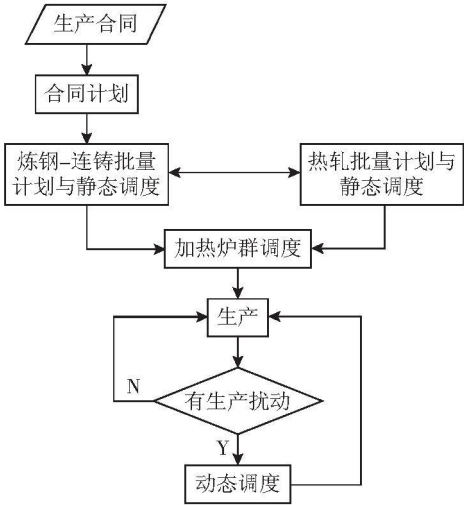 生产合同
合同计划
炼钢-连铸批量
计划与静态调度
热轧批量计划与
静态调度
加热炉群调度
生产
N
有生产扰动
Y
动态调度